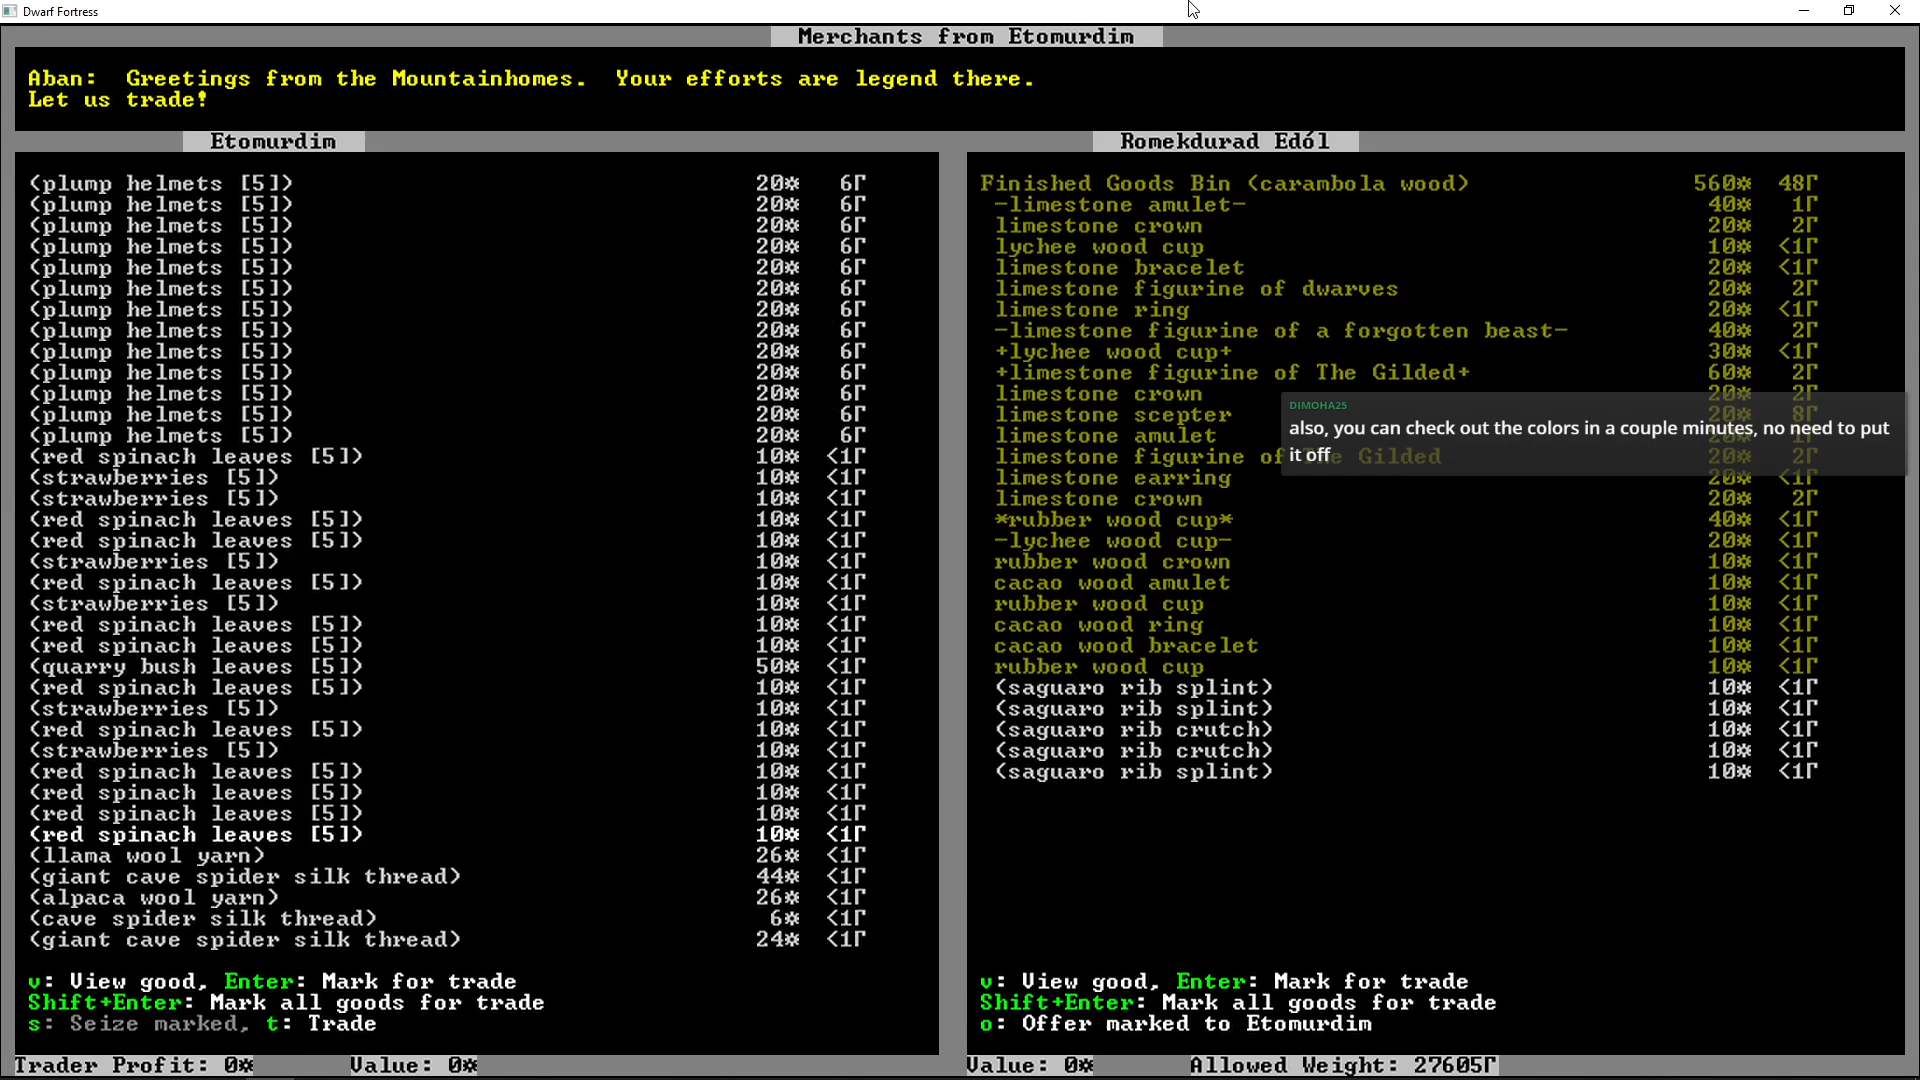 Dwarf Fortress
Merchants from Etomurdim
Aban:  Greetings from the Mountainhomes.  Your efforts are legend there.
Let us trade!
Etomurdim
(plump helmets [5]) 20☼ 6Γ
(plump helmets [5]) 20☼ 6Γ
(plump helmets [5]) 20☼ 6Γ
(plump helmets [5]) 20☼ 6Γ
(plump helmets [5]) 20☼ 6Γ
(plump helmets [5]) 20☼ 6Γ
(plump helmets [5]) 20☼ 6Γ
(plump helmets [5]) 20☼ 6Γ
(plump helmets [5]) 20☼ 6Γ
(plump helmets [5]) 20☼ 6Γ
(plump helmets [5]) 20☼ 6Γ
(plump helmets [5]) 20☼ 6Γ
(plump helmets [5]) 20☼ 6Γ
(red spinach leaves [5]) 10☼ <1Γ
(strawberries [5]) 10☼ <1Γ
(strawberries [5]) 10☼ <1Γ
(red spinach leaves [5]) 10☼ <1Γ
(red spinach leaves [5]) 10☼ <1Γ
(strawberries [5]) 10☼ <1Γ
(red spinach leaves [5]) 10☼ <1Γ
(strawberries [5]) 10☼ <1Γ
(red spinach leaves [5]) 10☼ <1Γ
(red spinach leaves [5]) 10☼ <1Γ
(quarry bush leaves [5]) 50☼ <1Γ
(red spinach leaves [5]) 10☼ <1Γ
(strawberries [5]) 10☼ <1Γ
(red spinach leaves [5]) 10☼ <1Γ
(strawberries [5]) 10☼ <1Γ
(red spinach leaves [5]) 10☼ <1Γ
(red spinach leaves [5]) 10☼ <1Γ
(red spinach leaves [5]) 10☼ <1Γ
(red spinach leaves [5]) 10☼ <1Γ
(llama wool yarn) 26☼ <1Γ
(giant cave spider silk thread) 44☼ <1Γ
(alpaca wool yarn) 26☼ <1Γ
(cave spider silk thread) 6☼ <1Γ
(giant cave spider silk thread) 24☼ <1Γ
v: View good, Enter: Mark for trade
Shift+Enter: Mark all goods for trade
s: Seize marked, t: Trade
Trader Profit: 0☼ Value: 0☼
Romekdurad Edól
Finished Goods Bin (carambola wood) 560☼ 48Γ
-limestone amulet- 40☼ 1Γ
limestone crown 20☼ 2Γ
lychee wood cup 10☼ <1Γ
limestone bracelet 20☼ <1Γ
limestone figurine of dwarves 20☼ 2Γ
limestone ring 20☼ <1Γ
-limestone figurine of a forgotten beast- 40☼ 2Γ
+lychee wood cup+ 30☼ <1Γ
+limestone figurine of The Gilded+ 60☼ 2Γ
limestone crown 20☼ 2Γ
limestone scepter 20☼ 8Γ
limestone amulet 20☼ 1Γ
limestone figurine of The Gilded 20☼ 2Γ
limestone earring 20☼ <1Γ
limestone crown 20☼ 2Γ
*rubber wood cup* 40☼ <1Γ
-lychee wood cup- 20☼ <1Γ
rubber wood crown 10☼ <1Γ
cacao wood amulet 10☼ <1Γ
rubber wood cup 10☼ <1Γ
cacao wood ring 10☼ <1Γ
cacao wood bracelet 10☼ <1Γ
rubber wood cup 10☼ <1Γ
(saguaro rib splint) 10☼ <1Γ
(saguaro rib splint) 10☼ <1Γ
(saguaro rib crutch) 10☼ <1Γ
(saguaro rib crutch) 10☼ <1Γ
(saguaro rib splint) 10☼ <1Γ
DIMOHA25
also, you can check out the colors in a couple minutes, no need to put
it off
v: View good, Enter: Mark for trade
Shift+Enter: Mark all goods for trade
o: Offer marked to Etomurdim
Value: 0☼ Allowed Weight: 27605Γ